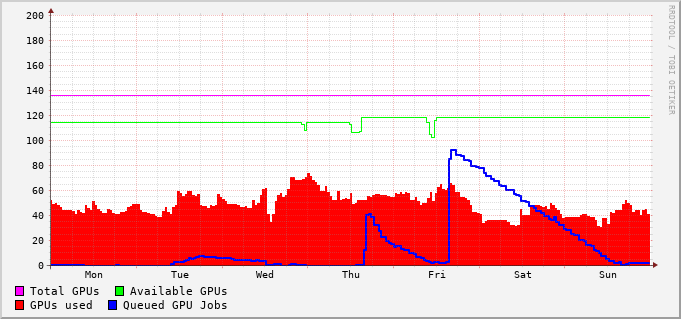 200
180
160
140
120
100
80
60
40
20
0
Mon Tue Wed Thu Fri Sat Sun
Total GPUs Available GPUs
GPUs used Queued GPU Jobs
RRDTOOL / TOBI OETIKER